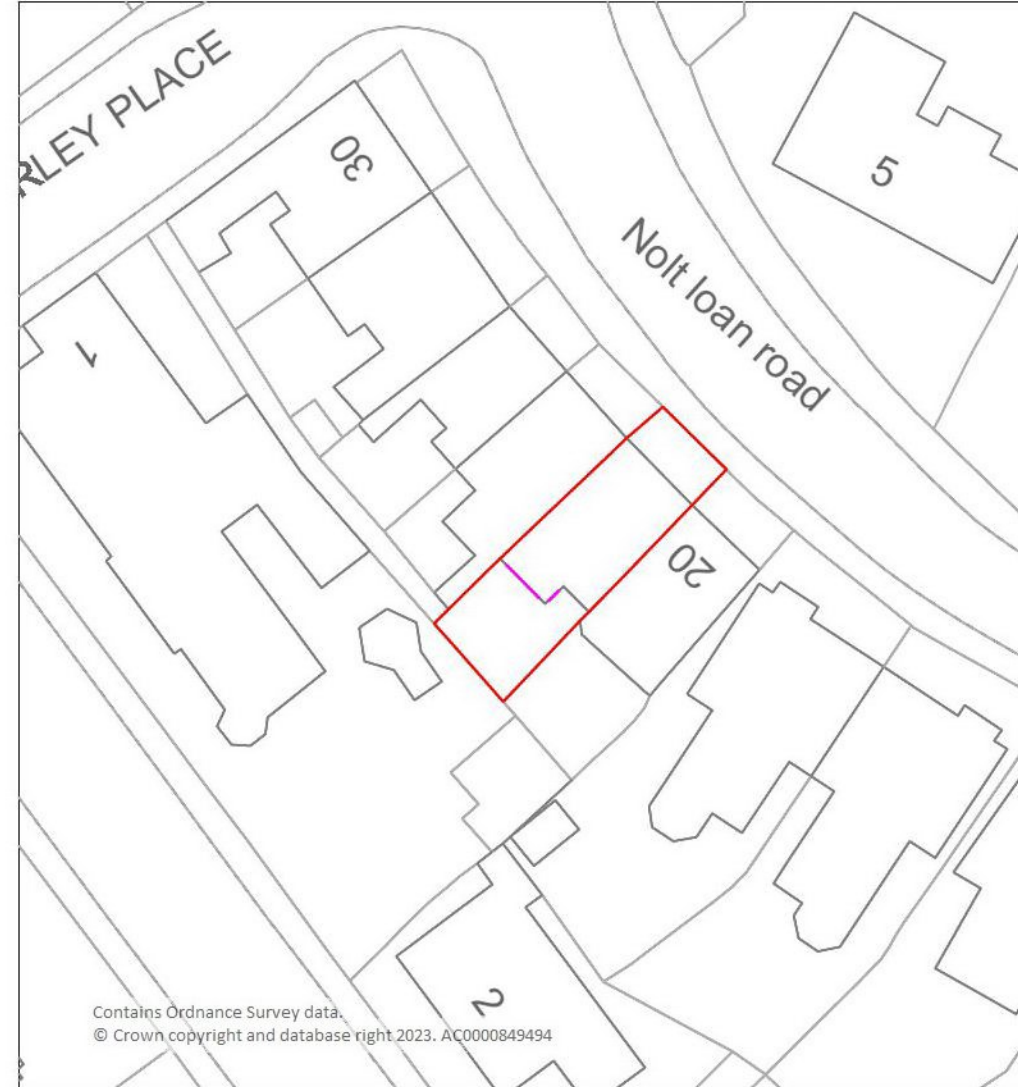 RLEY PLACE
30
5
Nolt loan road
1
20
2
Contains Ordnance Survey data.
© Crown copyright and database right 2023. AC0000849494